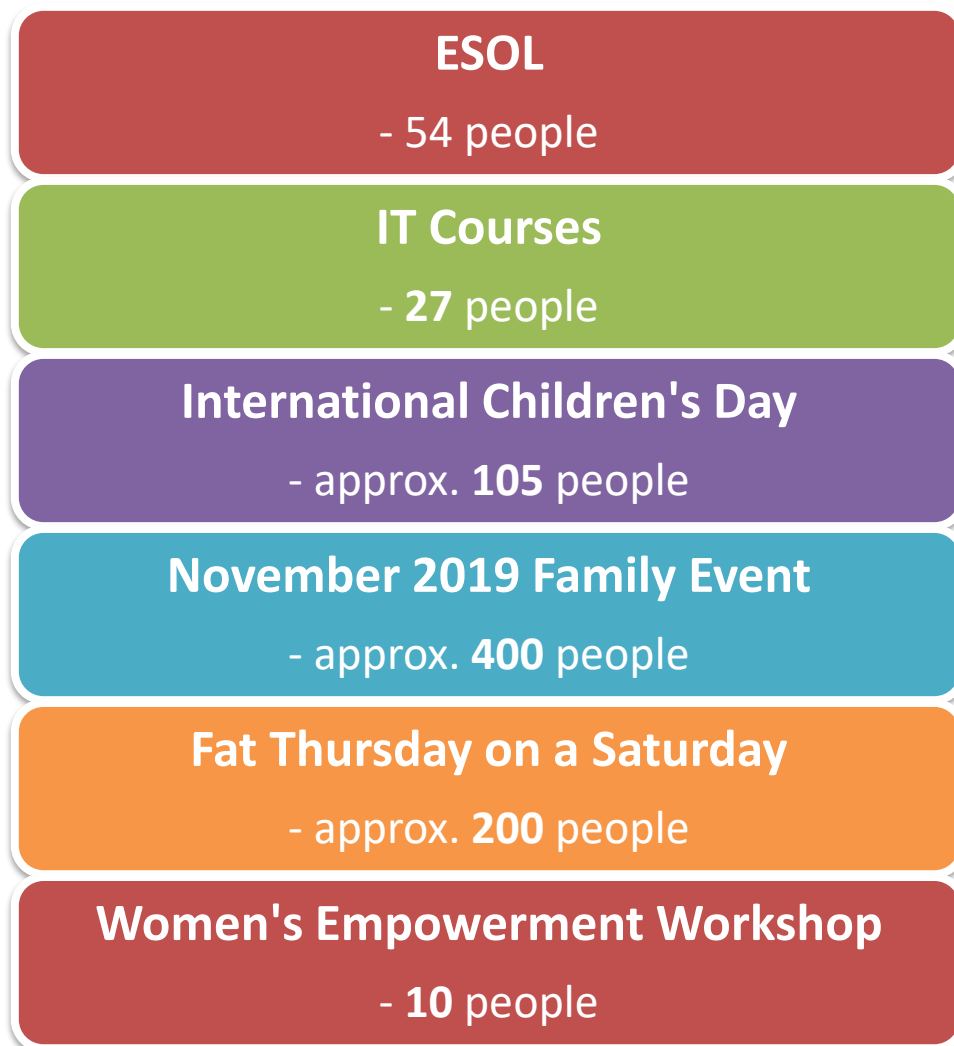 ESOL
- 54 people
IT Courses
- 27 people
International Children's Day
- approx. 105 people
November 2019 Family Event
- approx. 400 people
Fat Thursday on a Saturday
- approx. 200 people
Women's Empowerment Workshop
- 10 people